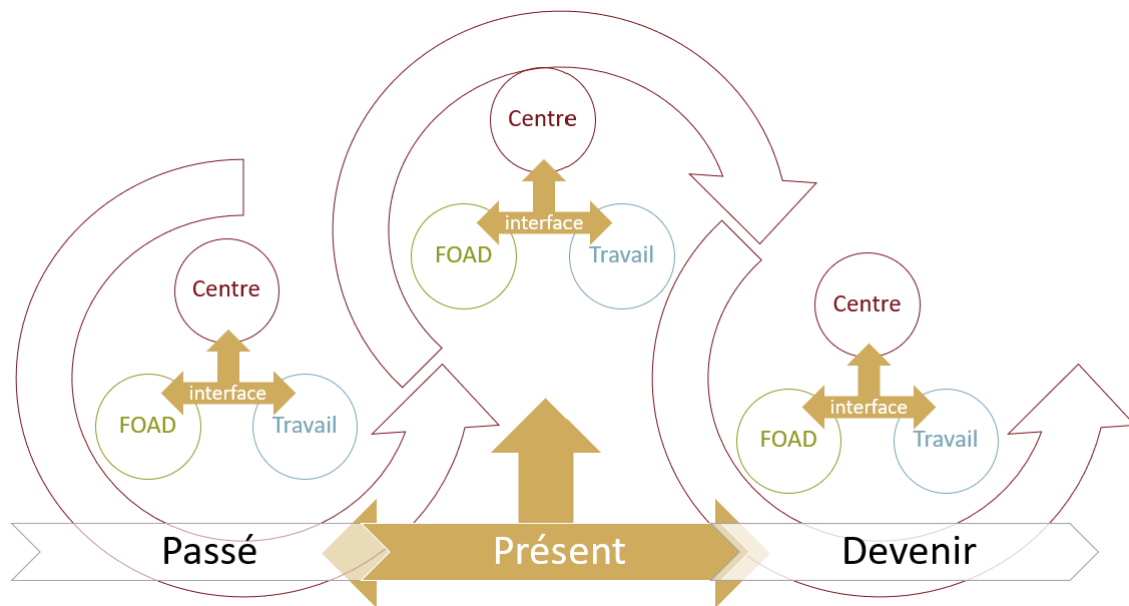 Centre
interface
FOAD
Travail
Centre
interface
FOAD
Travail
Centre
interface
FOAD
Travail
Passé
Présent
Devenir